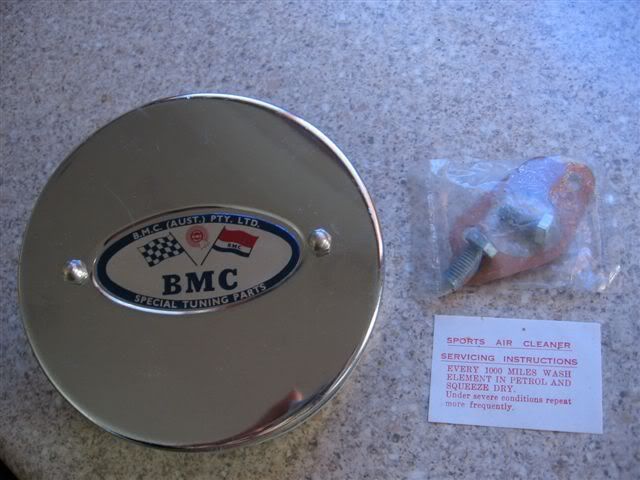 B.M.C. (AUST.) PTY. LTD.
BMC
BMC
SPECIAL TUNING PARTS
SPORTS AIR CLEANER
SERVICING INSTRUCTIONS
EVERY 1000 MILES WASH
ELEMENT IN PETROL AND
SQUEEZE DRY.
Under severe conditions repeat
more frequently.